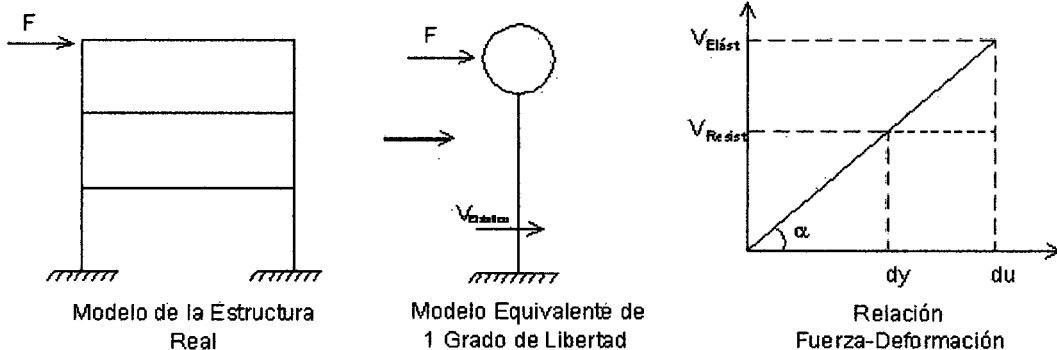 F
Modelo de la Estructura
Real
F
V Elástico
Modelo Equivalente de
1 Grado de Libertad
V Elást
V Resist
α
dy
du
Relación
Fuerza-Deformación